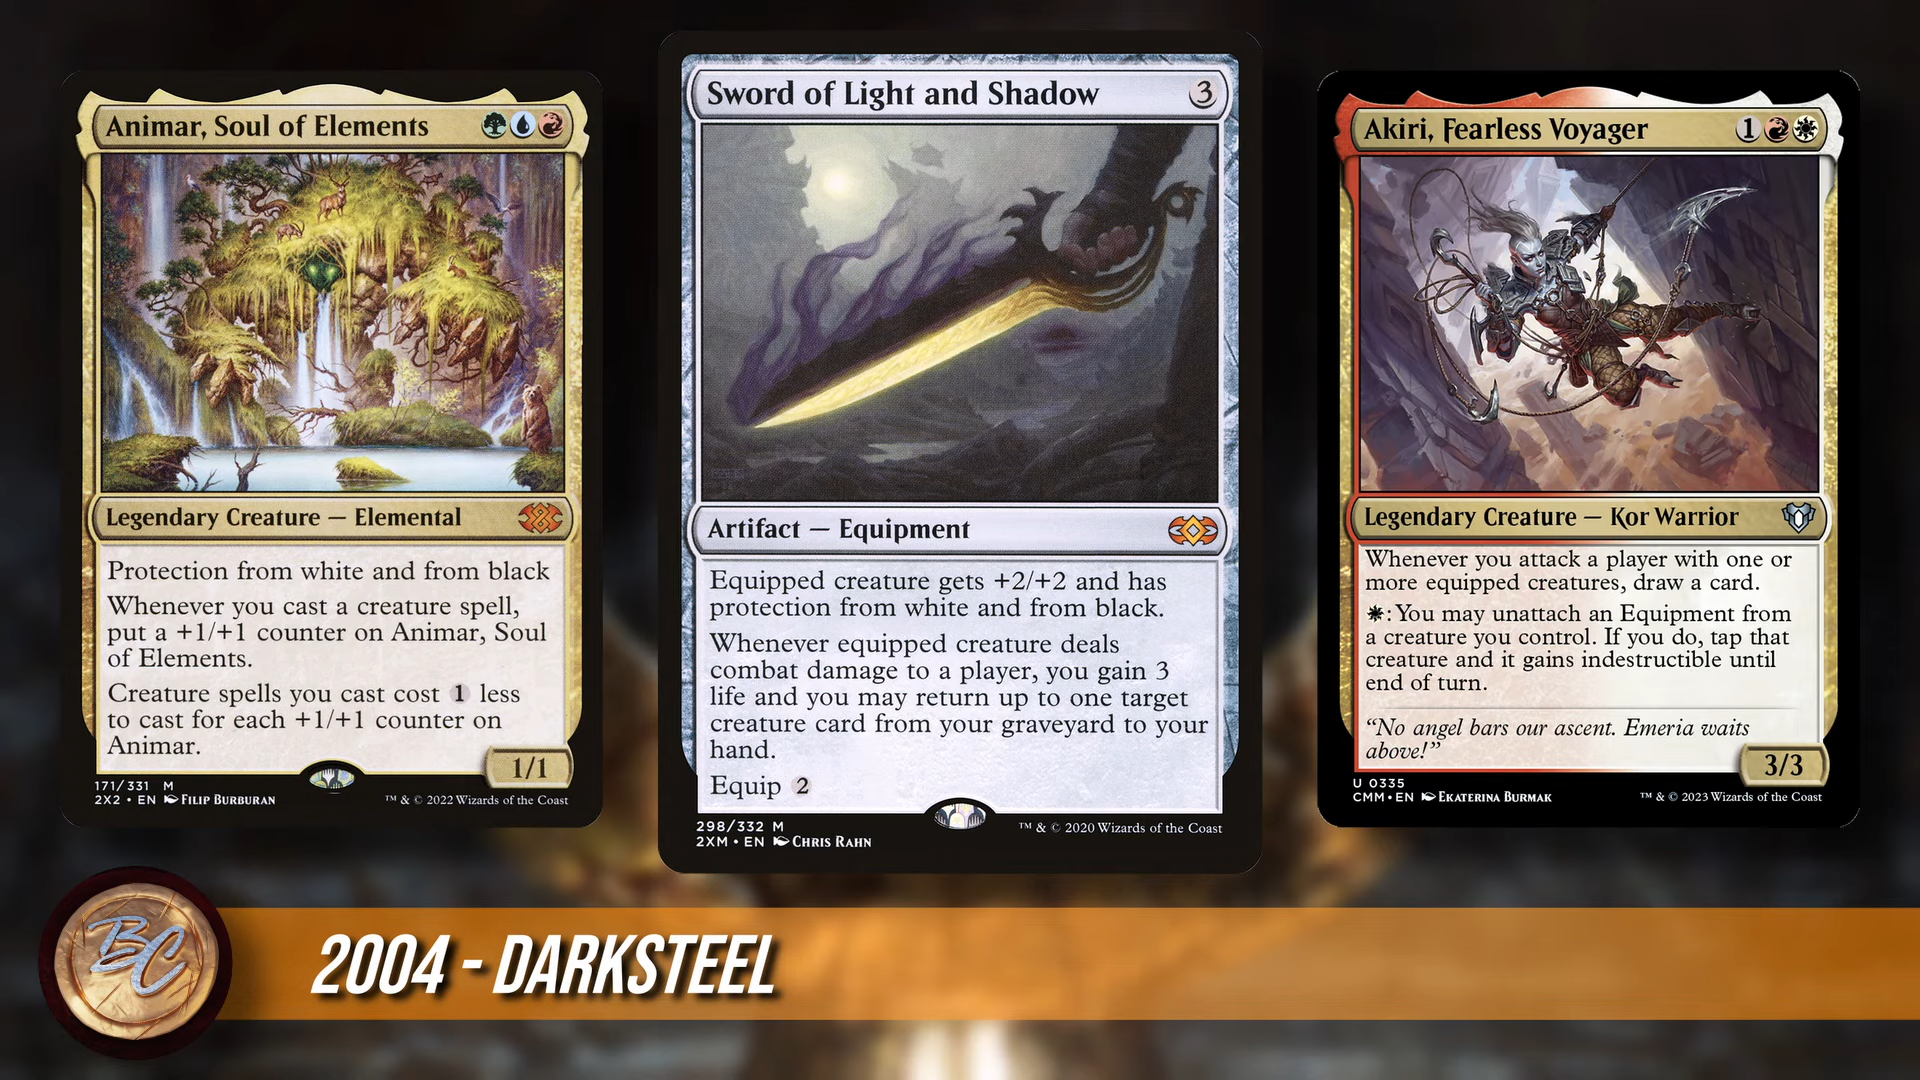 Animar, Soul of Elements
Legendary Creature — Elemental
Protection from white and from black
Whenever you cast a creature spell,
put a +1/+1 counter on Animar, Soul
of Elements.
Creature spells you cast cost 1 less
to cast for each +1/+1 counter on
Animar.
1/1
171/331 M
2X2 • EN FILIP BURBURAN
™ & © 2022 Wizards of the Coast
Sword of Light and Shadow 3
Artifact — Equipment
Equipped creature gets +2/+2 and has
protection from white and from black.
Whenever equipped creature deals
combat damage to a player, you gain 3
life and you may return up to one target
creature card from your graveyard to your
hand.
Equip 2
298/332 M
2XM • EN CHRIS RAHN
™ & © 2020 Wizards of the Coast
Akiri, Fearless Voyager 1
Legendary Creature — Kor Warrior
Whenever you attack a player with one or
more equipped creatures, draw a card.
: You may unattach an Equipment from
a creature you control. If you do, tap that
creature and it gains indestructible until
end of turn.
“No angel bars our ascent. Emeria waits
above!”
3/3
U 0335
CMM • EN EKATERINA BURMAK
™ & © 2023 Wizards of the Coast
BC
2004 - DARKSTEEL